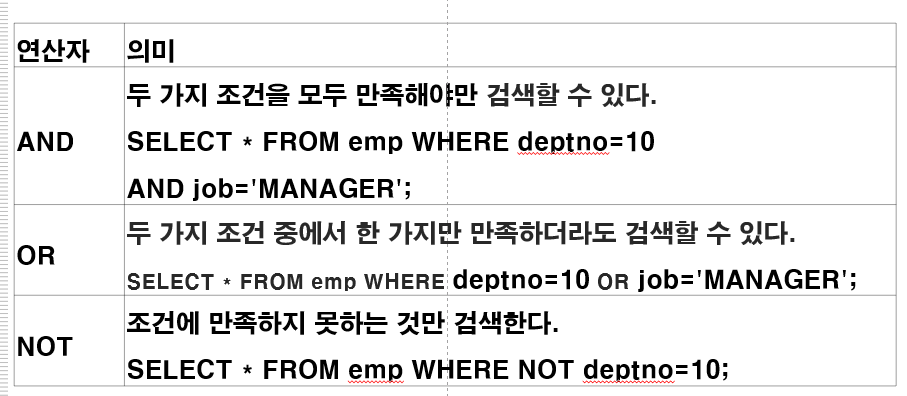 연산자 의미
두 가지 조건을 모두 만족해야만 검색할 수 있다.
AND
SELECT * FROM emp WHERE deptno=10
AND job='MANAGER';
두 가지 조건 중에서 한 가지만 만족하더라도 검색할 수 있다.
OR
SELECT * FROM emp WHERE deptno=10 OR job='MANAGER';
조건에 만족하지 못하는 것만 검색한다.
NOT
SELECT * FROM emp WHERE NOT deptno=10;